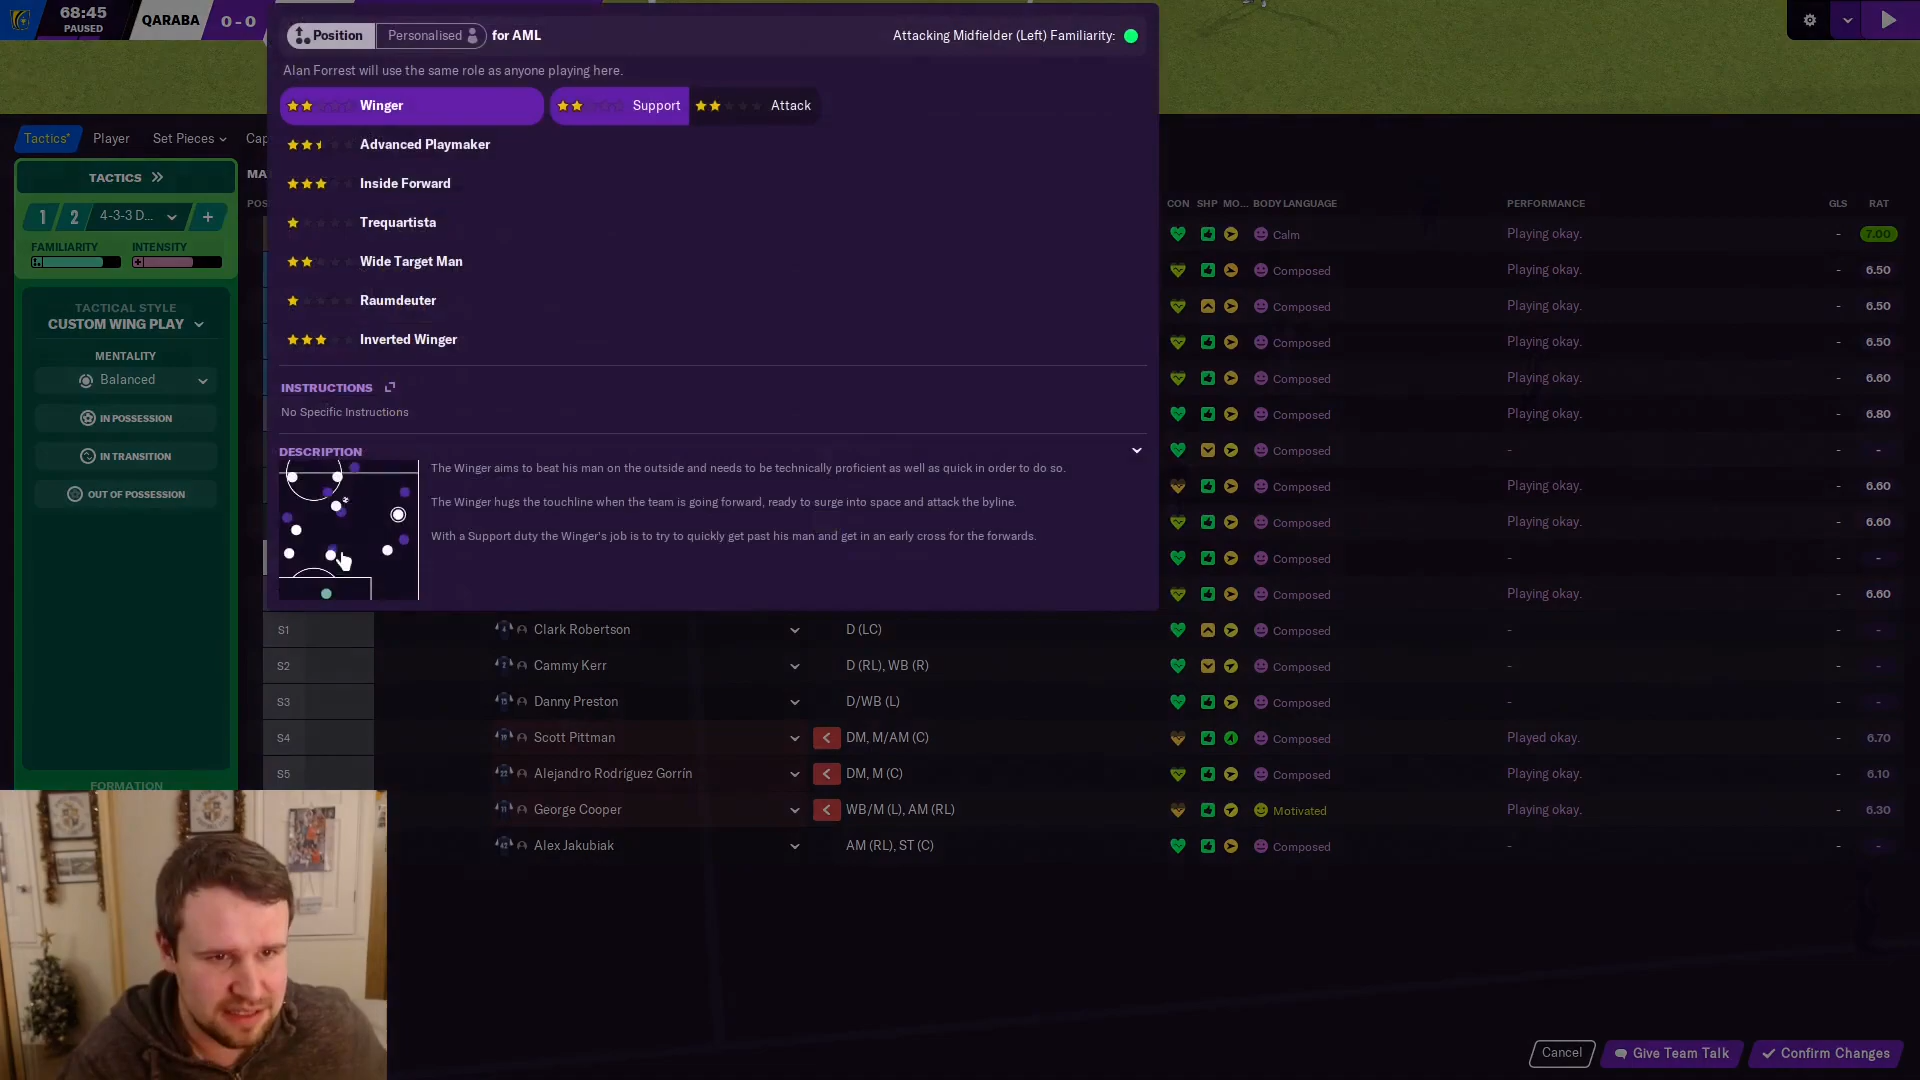 68:45
PAUSED
QARABA
0 - 0
Position
Personalised
for AML
Attacking Midfielder (Left) Familiarity:
Alan Forrest will use the same role as anyone playing here.
Winger
Support
Attack
Advanced Playmaker
Inside Forward
Trequartista
Wide Target Man
Raumdeuter
Inverted Winger
INSTRUCTIONS
No Specific Instructions
DESCRIPTION
The Winger aims to beat his man on the outside and needs to be technically proficient as well as quick in order to do so.
The Winger hugs the touchline when the team is going forward, ready to surge into space and attack the byline.
With a Support duty the Winger's job is to try to quickly get past his man and get in an early cross for the forwards.
Tactics*
Player
Set Pieces
TACTICS
1 2 4-3-3 D... +
FAMILIARITY INTENSITY
TACTICAL STYLE
CUSTOM WING PLAY
MENTALITY
Balanced
IN POSSESSION
IN TRANSITION
OUT OF POSSESSION
FORMATION
CON SHP MO... BODY LANGUAGE PERFORMANCE GLS RAT
Calm Playing okay. - 7.00
Composed Playing okay. - 6.50
Composed Playing okay. - 6.50
Composed Playing okay. - 6.50
Composed Playing okay. - 6.60
Composed Playing okay. - 6.80
Composed - - -
Composed Playing okay. - 6.60
Composed Playing okay. - 6.60
Composed - - -
Composed Playing okay. - 6.60
S1 Clark Robertson D (LC) Composed - - -
S2 Cammy Kerr D (RL), WB (R) Composed - - -
S3 Danny Preston D/WB (L) Composed - - -
S4 Scott Pittman DM, M/AM (C) Composed Played okay. - 6.70
S5 Alejandro Rodríguez Gorrín DM, M (C) Composed Playing okay. - 6.10
George Cooper WB/M (L), AM (RL) Motivated Playing okay. - 6.30
Alex Jakubiak AM (RL), ST (C) Composed - - -
Cancel
Give Team Talk
Confirm Changes